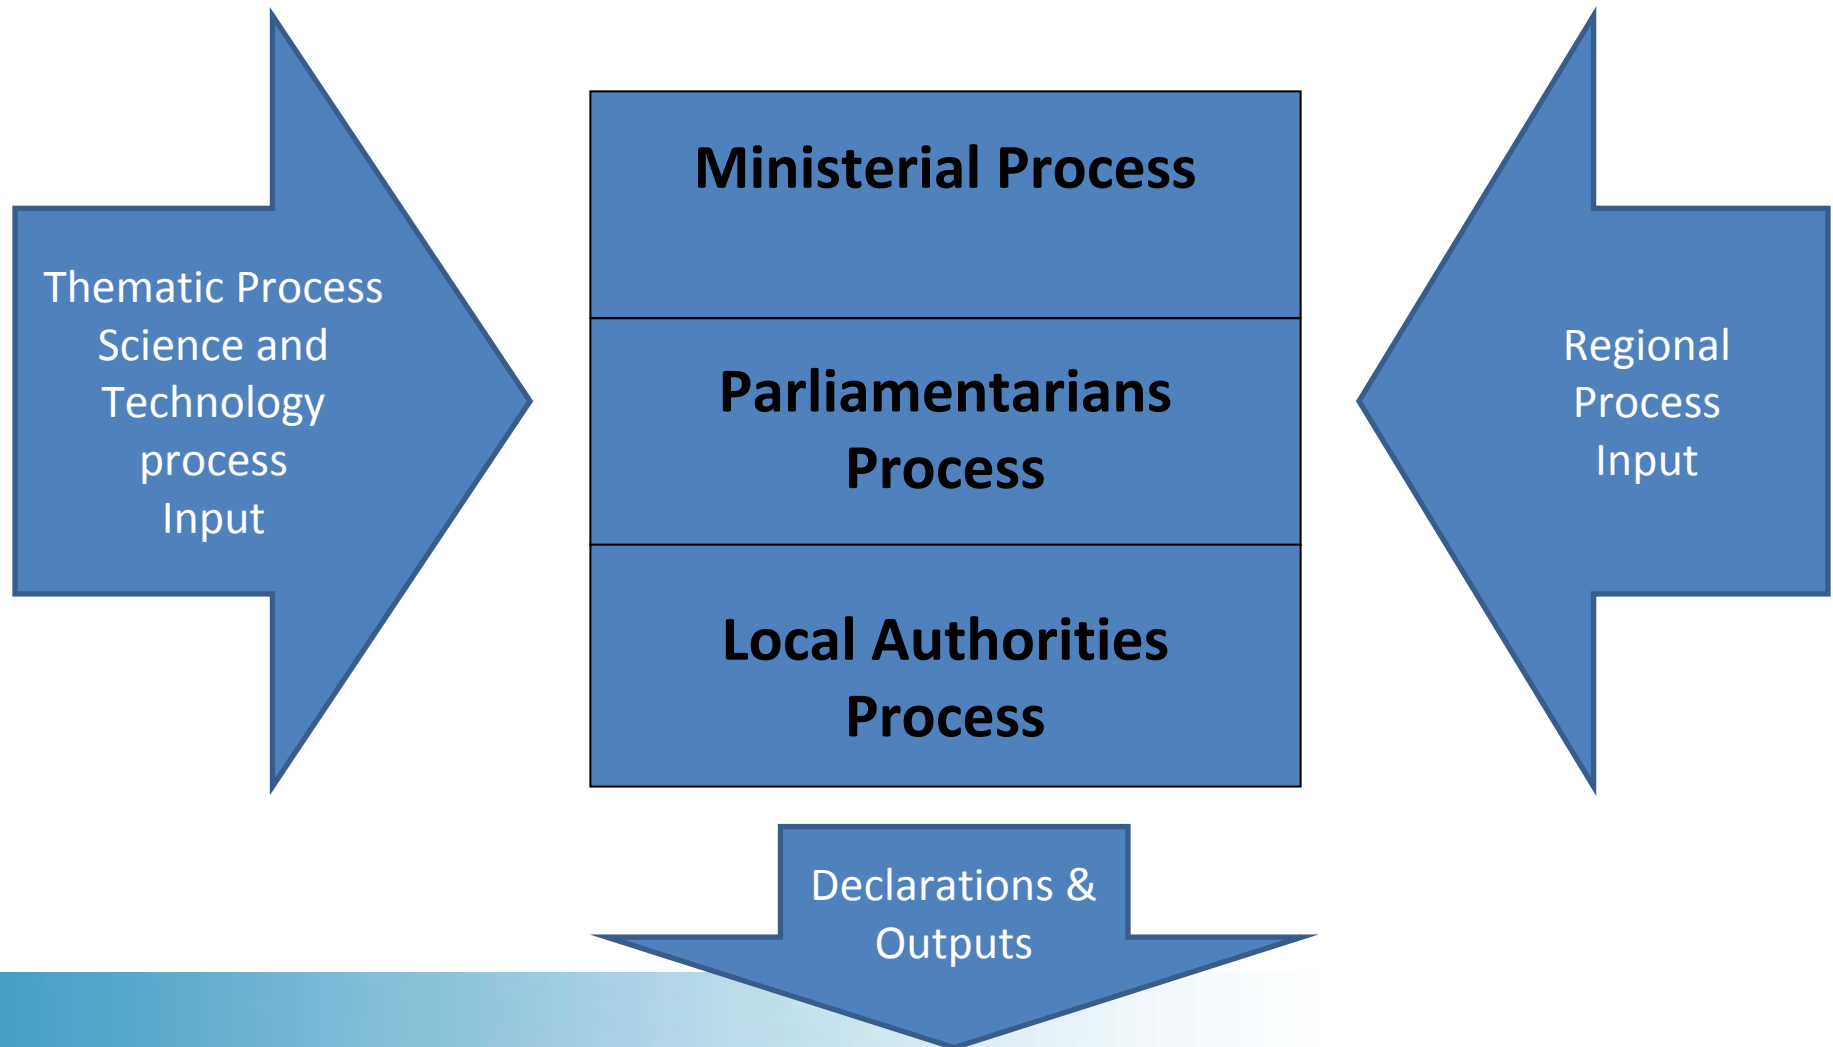 Thematic Process
Science and
Technology
process
Input
Ministerial Process
Parliamentarians
Process
Local Authorities
Process
Regional
Process
Input
Declarations &
Outputs